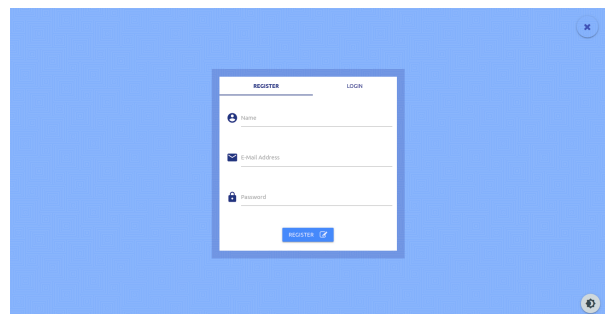 REGISTER LOGIN
Name
E-Mail Address
Password
REGISTER